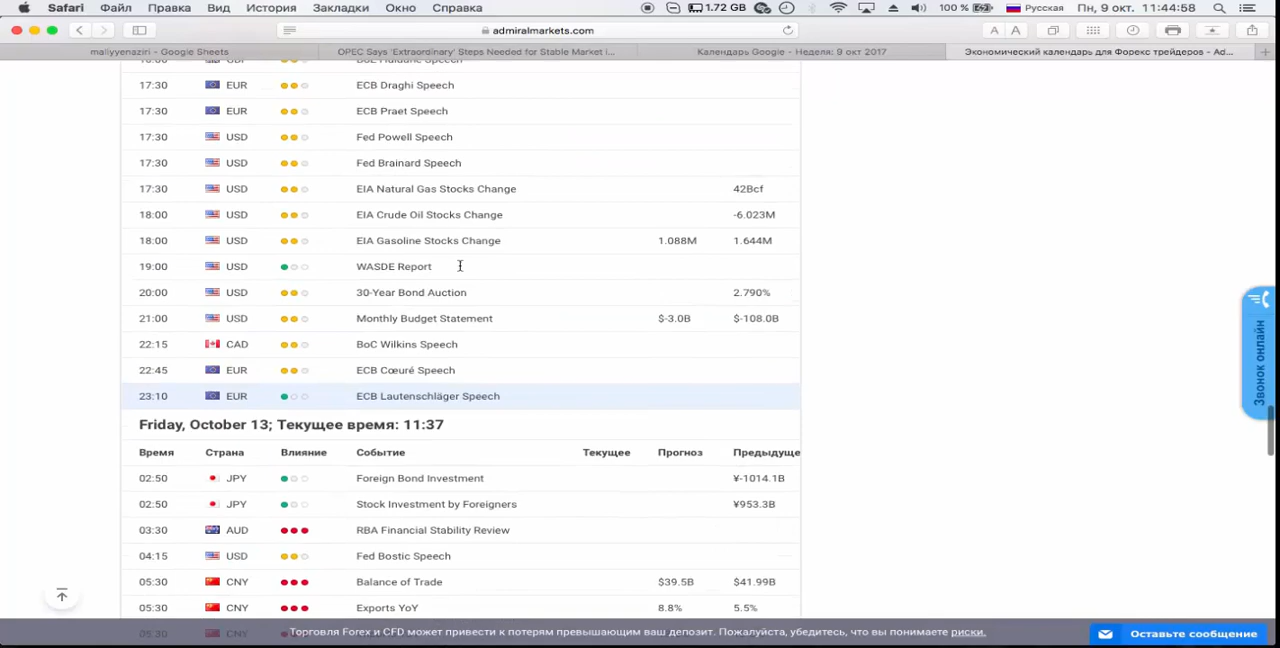 Safari Файл Правка Вид История Закладки Окно Справка 1.72 GB 100 % Русская Пн, 9 окт. 11:44:58
admiralmarkets.com A A
maliyyenaziri - Google Sheets OPEC Says 'Extraordinary' Steps Needed for Stable Market i... Календарь Google - Неделя: 9 окт 2017 Экономический календарь для Форекс трейдеров - Ad...
17:30 EUR ECB Draghi Speech
17:30 EUR ECB Praet Speech
17:30 USD Fed Powell Speech
17:30 USD Fed Brainard Speech
17:30 USD EIA Natural Gas Stocks Change 42Bcf
18:00 USD EIA Crude Oil Stocks Change -6.023M
18:00 USD EIA Gasoline Stocks Change 1.088M 1.644M
19:00 USD WASDE Report
20:00 USD 30-Year Bond Auction 2.790%
21:00 USD Monthly Budget Statement $-3.0B $-108.0B
22:15 CAD BoC Wilkins Speech
22:45 EUR ECB Cœuré Speech
23:10 EUR ECB Lautenschläger Speech
Friday, October 13; Текущее время: 11:37
Время Страна Влияние Событие Текущее Прогноз Предыдуще
02:50 JPY Foreign Bond Investment ¥-1014.1B
02:50 JPY Stock Investment by Foreigners ¥953.3B
03:30 AUD RBA Financial Stability Review
04:15 USD Fed Bostic Speech
05:30 CNY Balance of Trade $39.5B $41.99B
05:30 CNY Exports YoY 8.8% 5.5%
05:30 CNY
Торговля Forex и CFD может привести к потерям превышающим ваш депозит. Пожалуйста, убедитесь, что вы понимаете риски.
Звонок онлайн
Оставьте сообщение